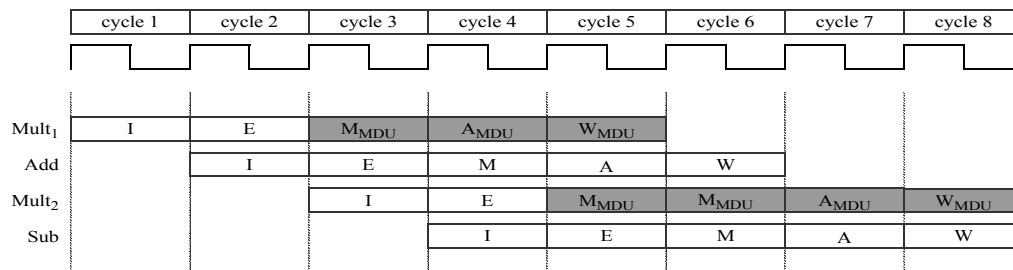 cycle 1 cycle 2 cycle 3 cycle 4 cycle 5 cycle 6 cycle 7 cycle 8
Mult1 I E MMDU AMDU WMDU
Add I E M A W
Mult2 I E MMDU MMDU AMDU WMDU
Sub I E M A W